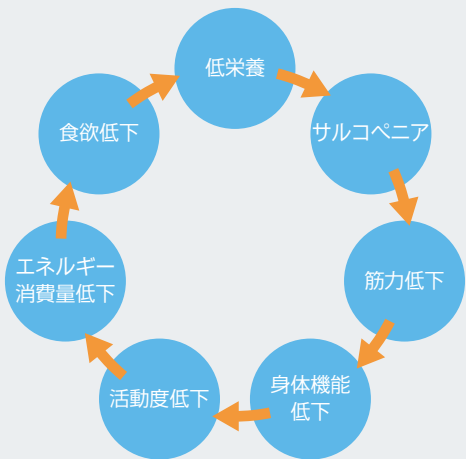 低栄養
サルコペニア
筋力低下
身体機能
低下
活動度低下
エネルギー
消費量低下
食欲低下